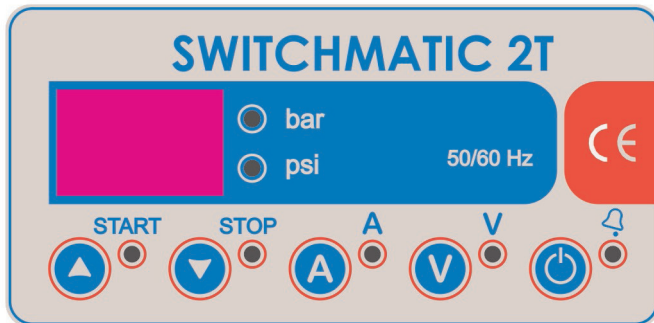 SWITCHMATIC 2T
bar
psi
50/60 Hz
CE
START STOP A V
A V